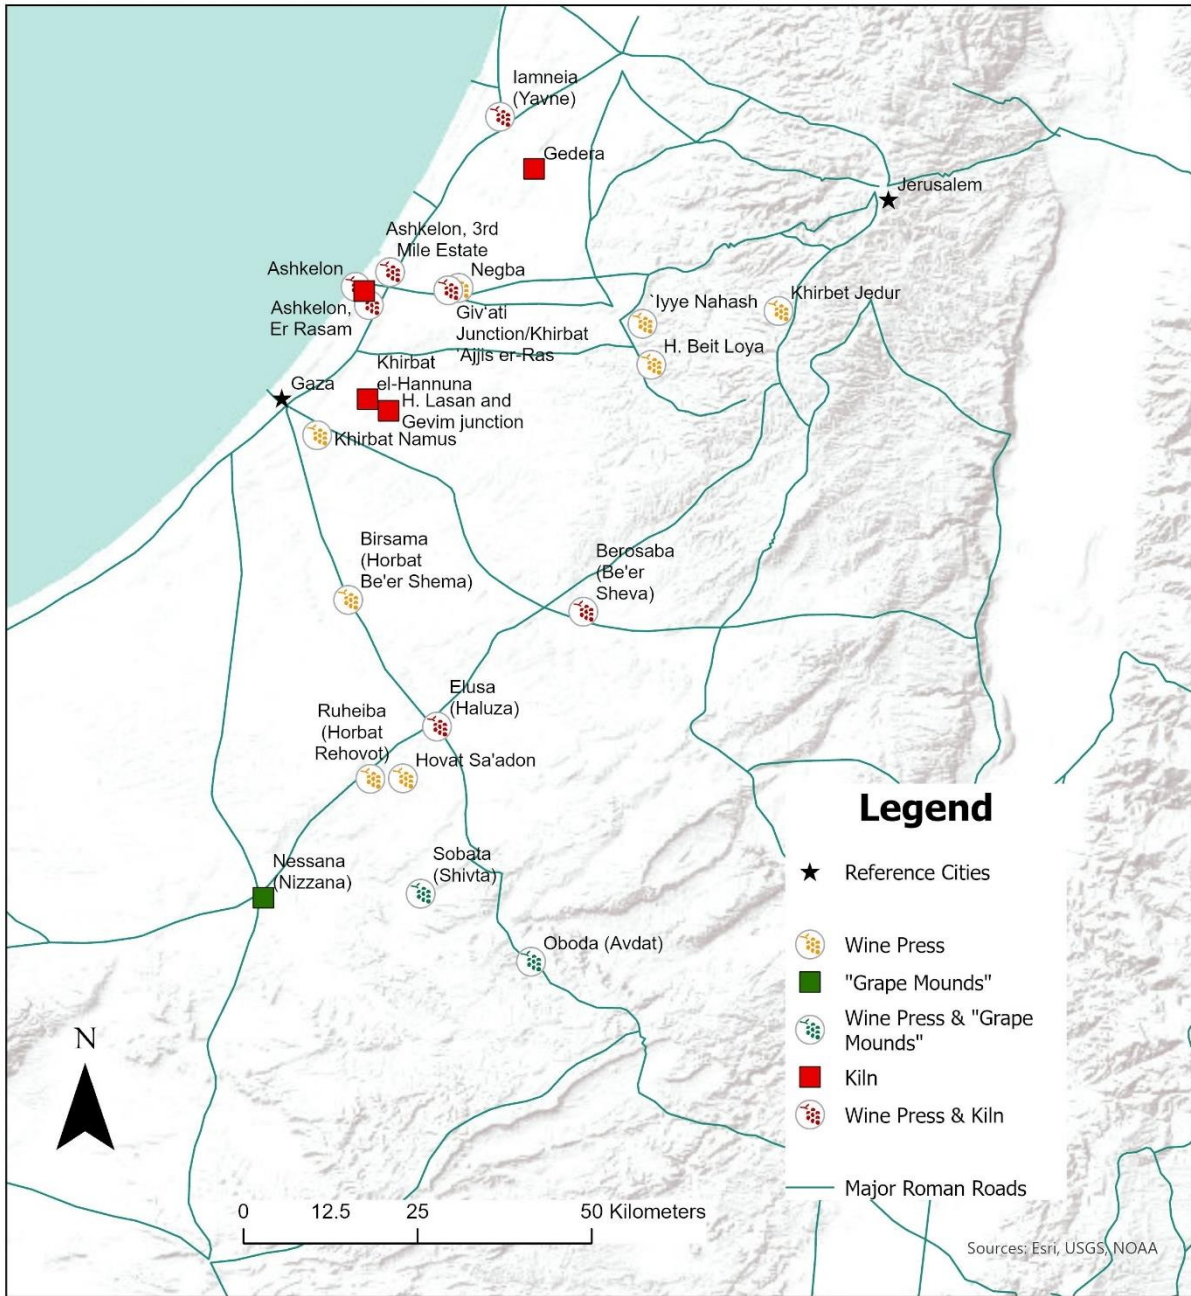 Iamneia
(Yavne)
Gedera
Jerusalem
Ashkelon, 3rd
Mile Estate
Ashkelon
Negba
Ashkelon,
Er Rasam
Giv'ati
Junction/Khirbat
'Ajjis er-Ras
`Iyye Nahash
Khirbet Jedur
H. Beit Loya
Gaza
Khirbat
el-Hannuna
H. Lasan and
Gevim junction
Khirbat Namus
Birsama
(Horbat
Be'er Shema)
Berosaba
(Be'er
Sheva)
Elusa
(Haluza)
Ruheiba
(Horbat
Rehovot)
Hovat Sa'adon
Nessana
(Nizzana)
Sobata
(Shivta)
Oboda (Avdat)
N
0 12.5 25 50 Kilometers
Legend
Reference Cities
Wine Press
"Grape Mounds"
Wine Press & "Grape
Mounds"
Kiln
Wine Press & Kiln
Major Roman Roads
Sources: Esri, USGS, NOAA